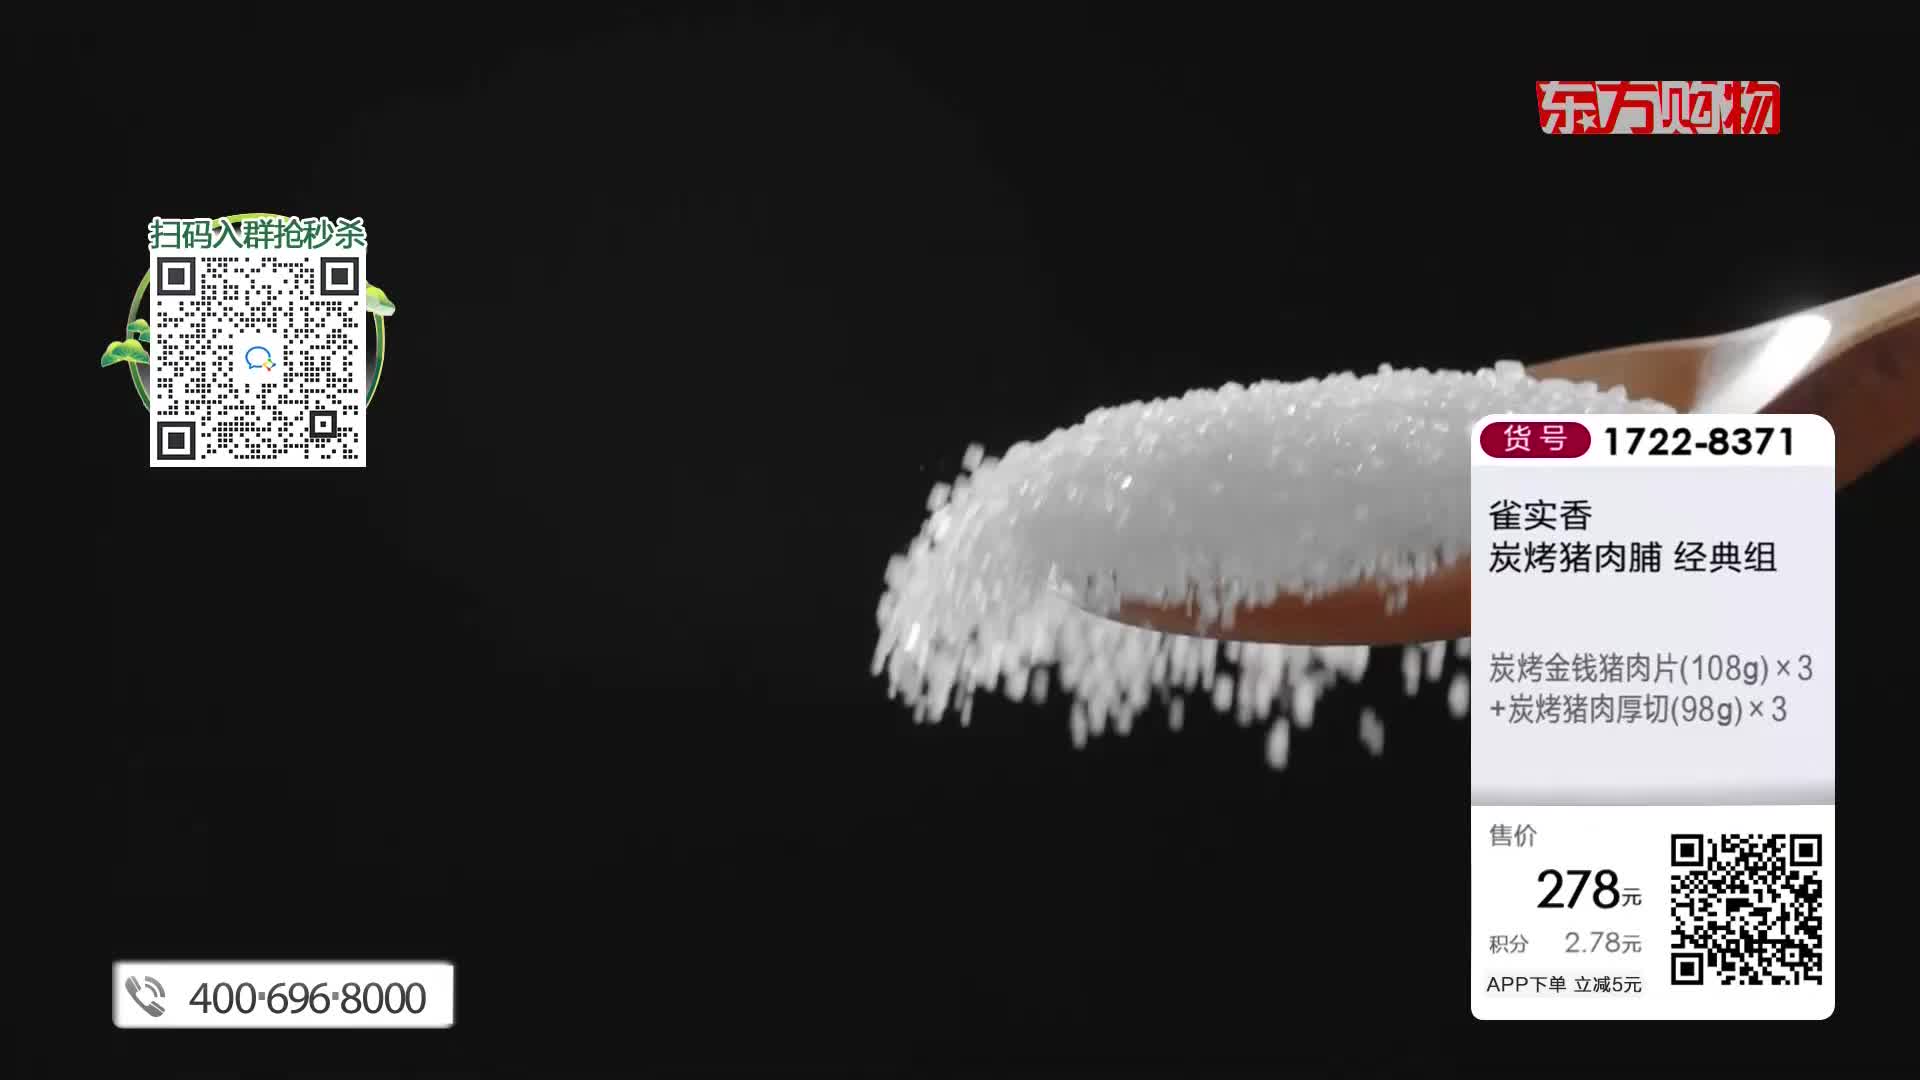 东方购物
扫码入群抢秒杀
货号 1722-8371
雀实香
炭烤猪肉脯 经典组
炭烤金钱猪肉片(108g)×3
+炭烤猪肉厚切(98g)×3
售价
278元
积分 2.78元
APP下单 立减5元
400·696·8000